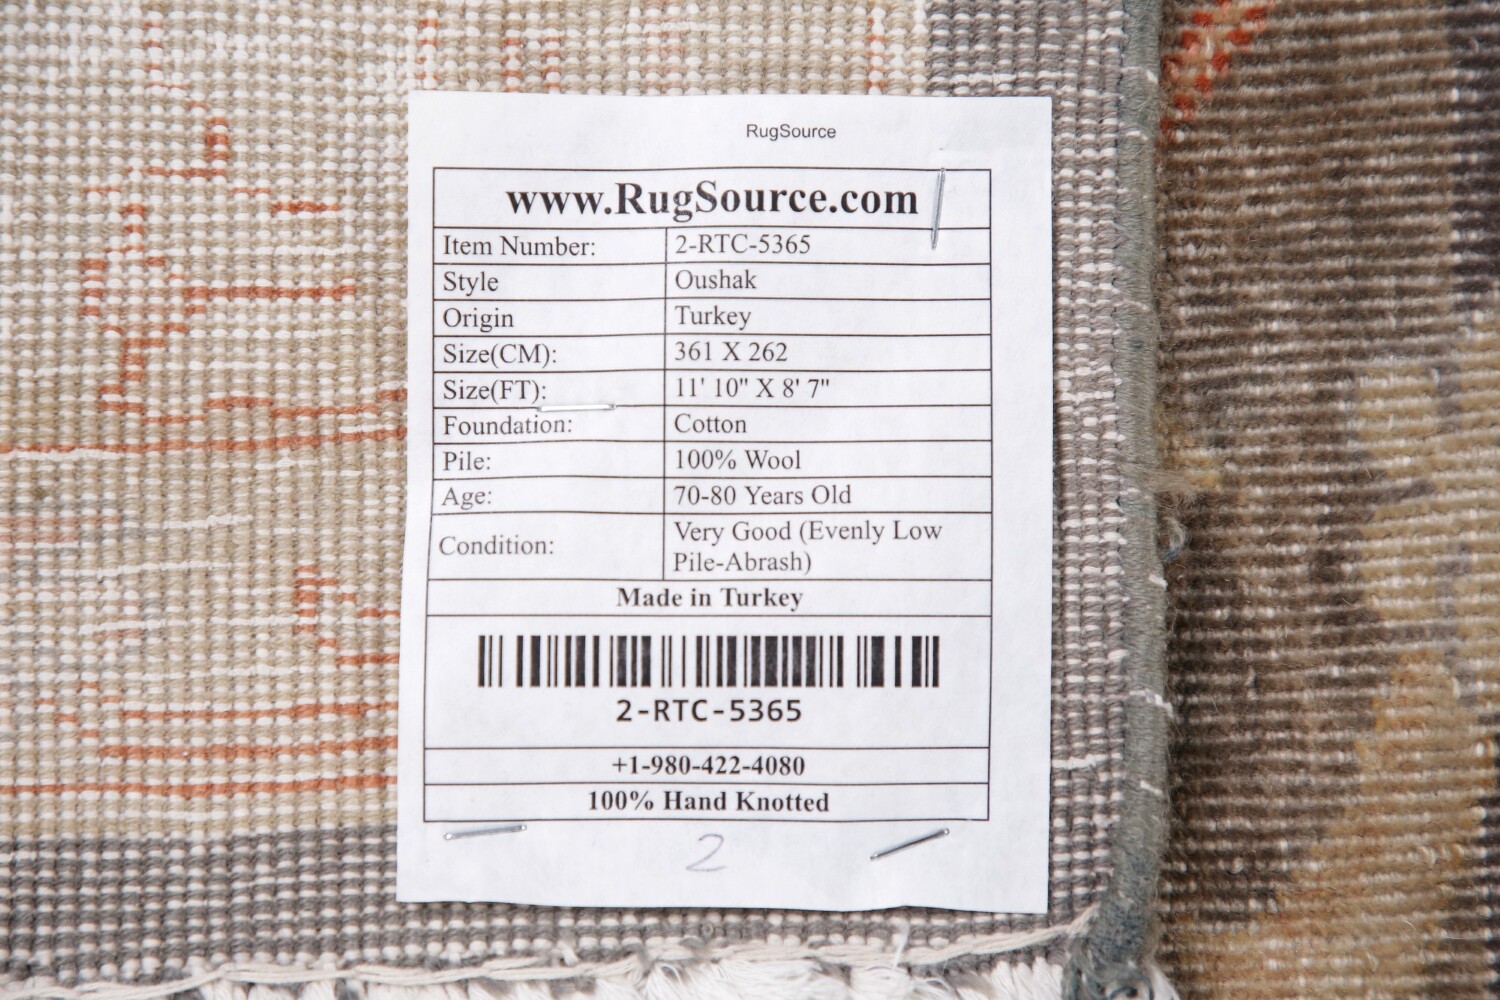 RugSource
www.RugSource.com
Item Number: 2-RTC-5365
Style Oushak
Origin Turkey
Size(CM): 361 X 262
Size(FT): 11' 10" X 8' 7"
Foundation: Cotton
Pile: 100% Wool
Age: 70-80 Years Old
Condition: Very Good (Evenly Low
Pile-Abrash)
Made in Turkey
2-RTC-5365
+1-980-422-4080
100% Hand Knotted
2